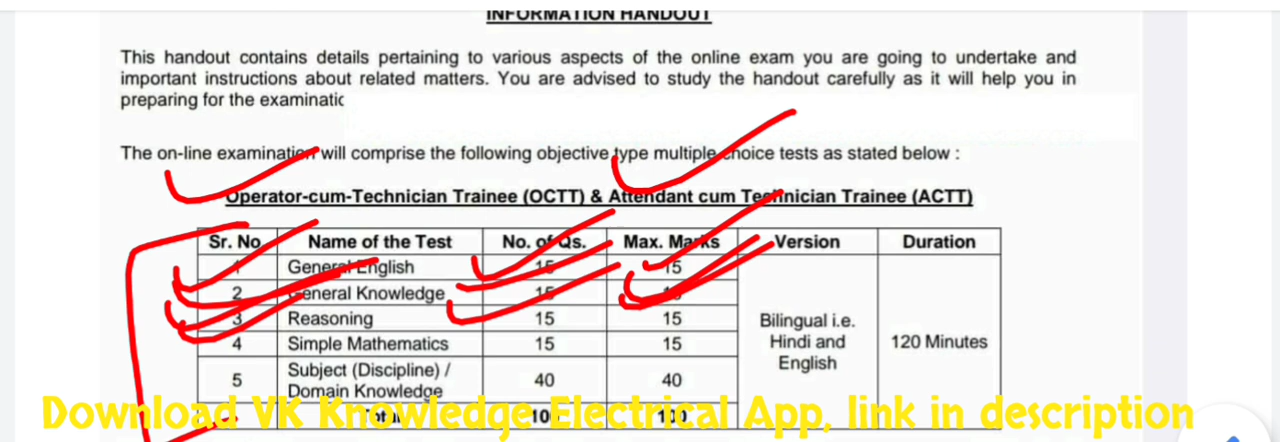 INFORMATION HANDOUT
This handout contains details pertaining to various aspects of the online exam you are going to undertake and
important instructions about related matters. You are advised to study the handout carefully as it will help you in
preparing for the examinatic
The on-line examination will comprise the following objective type multiple choice tests as stated below :
Operator-cum-Technician Trainee (OCTT) & Attendant cum Technician Trainee (ACTT)
Sr. No. Name of the Test No. of Qs. Max. Marks Version Duration
1 General English 15 15
2 General Knowledge 15 15
3 Reasoning 15 15
4 Simple Mathematics 15 15
5 Subject (Discipline) / Domain Knowledge 40 40
Bilingual i.e.
Hindi and
English
120 Minutes
Total 100 100
Download VK Knowledge Electrical App, link in description